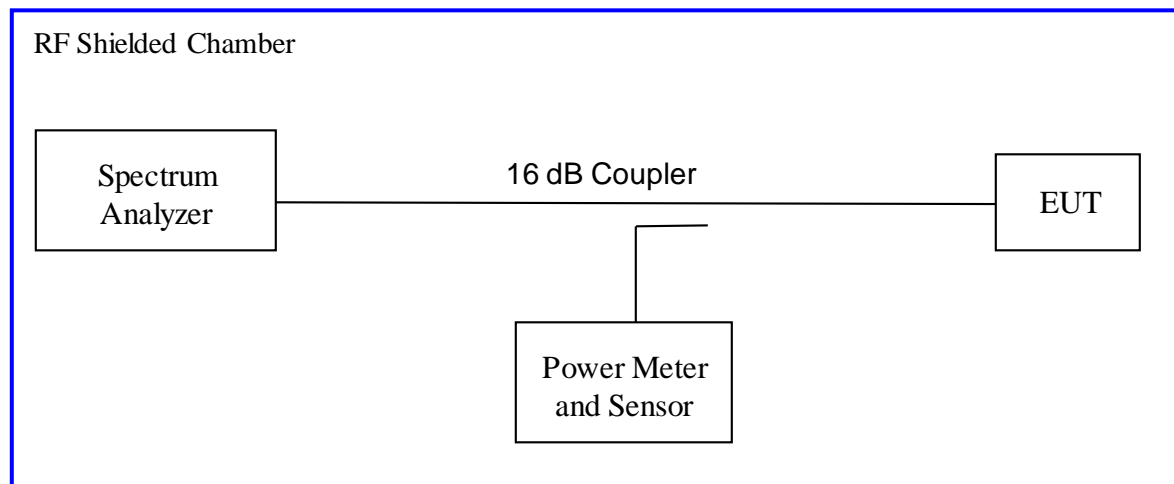 RF Shielded Chamber
16 dB Coupler
Spectrum
Analyzer
EUT
Power Meter
and Sensor